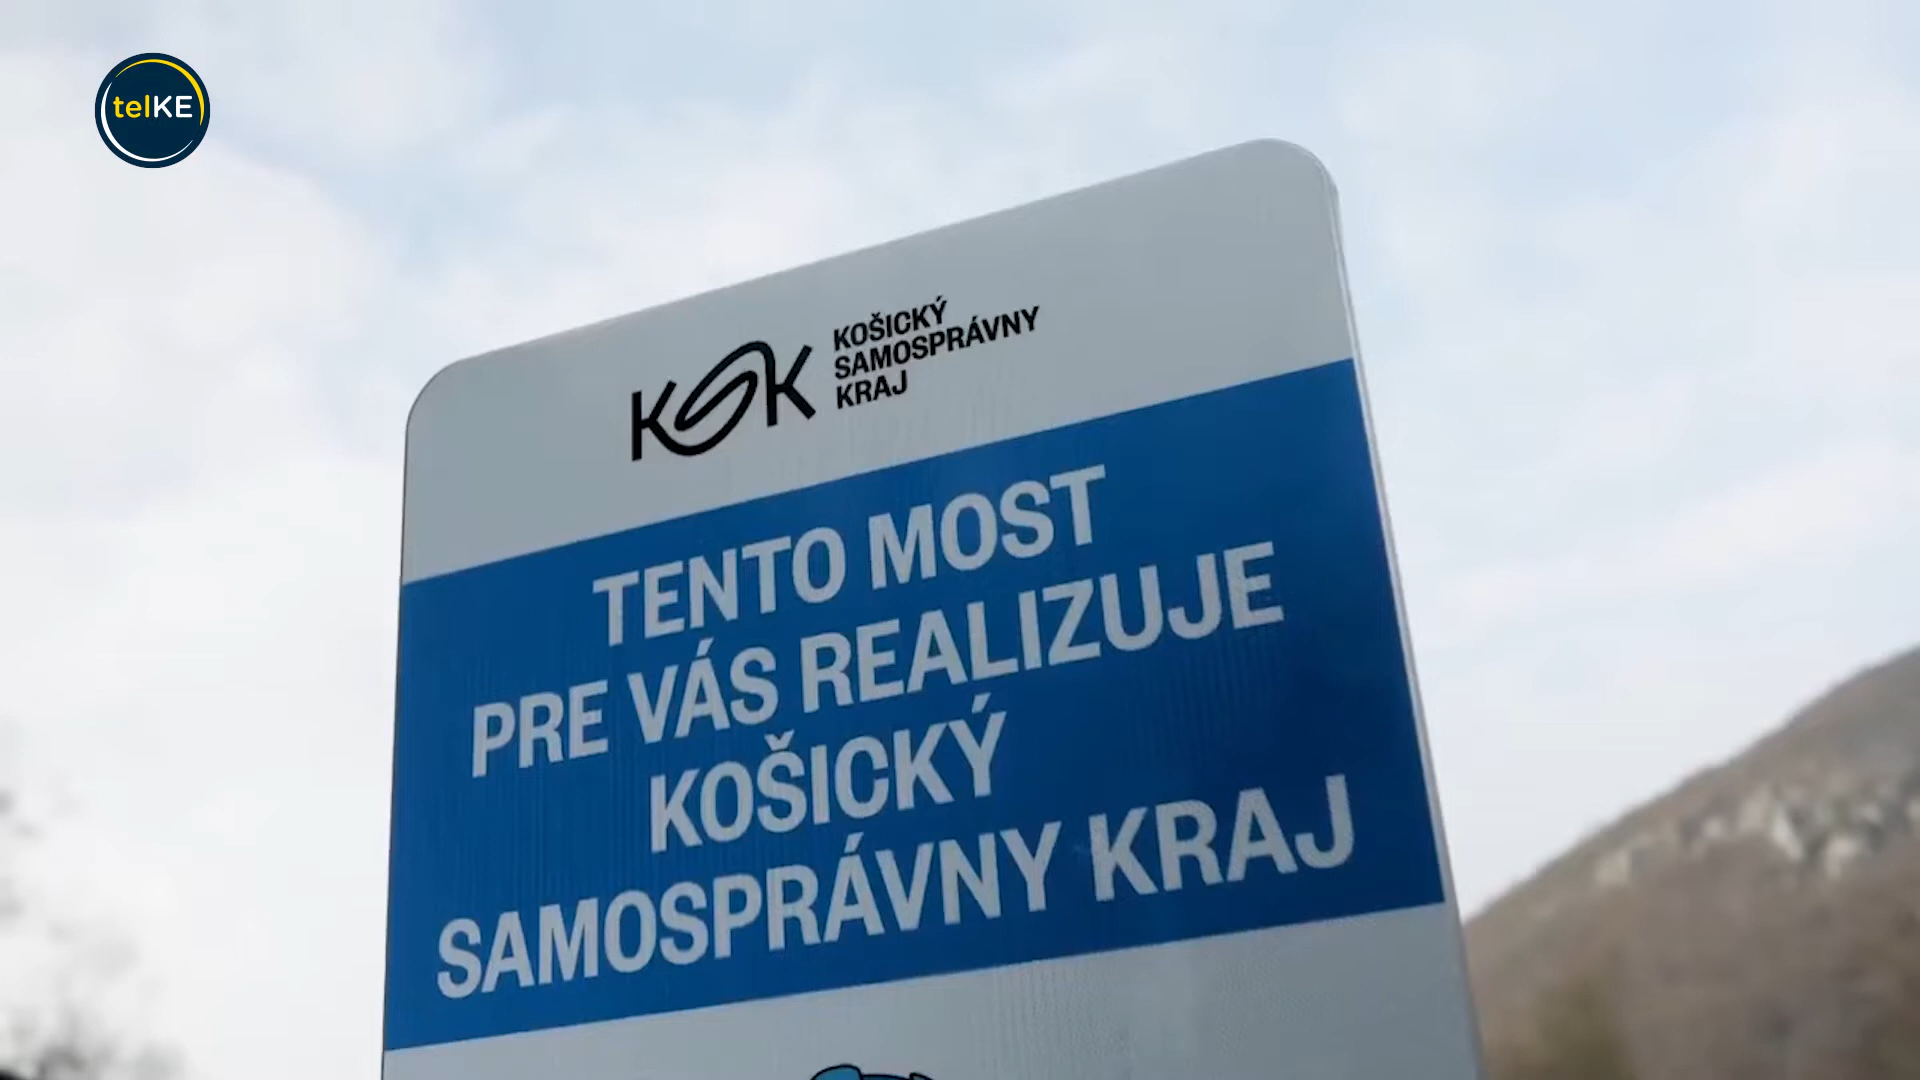 telKE
KSK
KOŠICKÝ
SAMOSPRÁVNY
KRAJ
TENTO MOST
PRE VÁS REALIZUJE
KOŠICKÝ
SAMOSPRÁVNY KRAJ